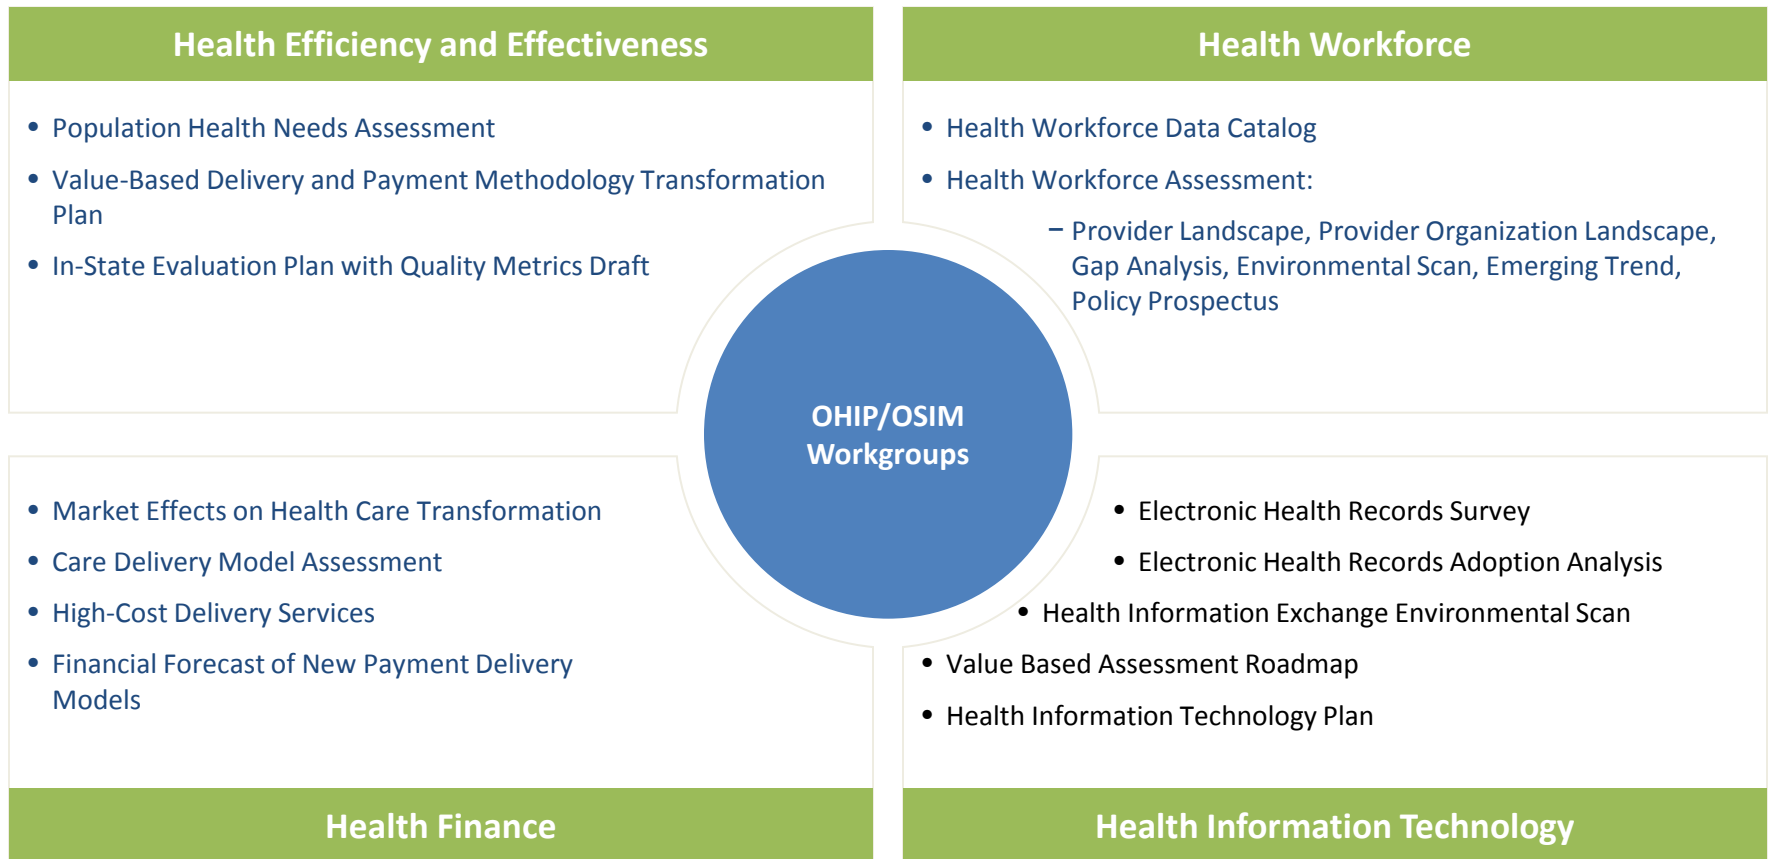 Health Efficiency and Effectiveness
• Population Health Needs Assessment
• Value-Based Delivery and Payment Methodology Transformation
Plan
• In-State Evaluation Plan with Quality Metrics Draft
Health Workforce
• Health Workforce Data Catalog
• Health Workforce Assessment:
– Provider Landscape, Provider Organization Landscape,
Gap Analysis, Environmental Scan, Emerging Trend,
Policy Prospectus
OHIP/OSIM
Workgroups
• Market Effects on Health Care Transformation
• Care Delivery Model Assessment
• High-Cost Delivery Services
• Financial Forecast of New Payment Delivery
Models
Health Finance
• Electronic Health Records Survey
• Electronic Health Records Adoption Analysis
• Health Information Exchange Environmental Scan
• Value Based Assessment Roadmap
• Health Information Technology Plan
Health Information Technology